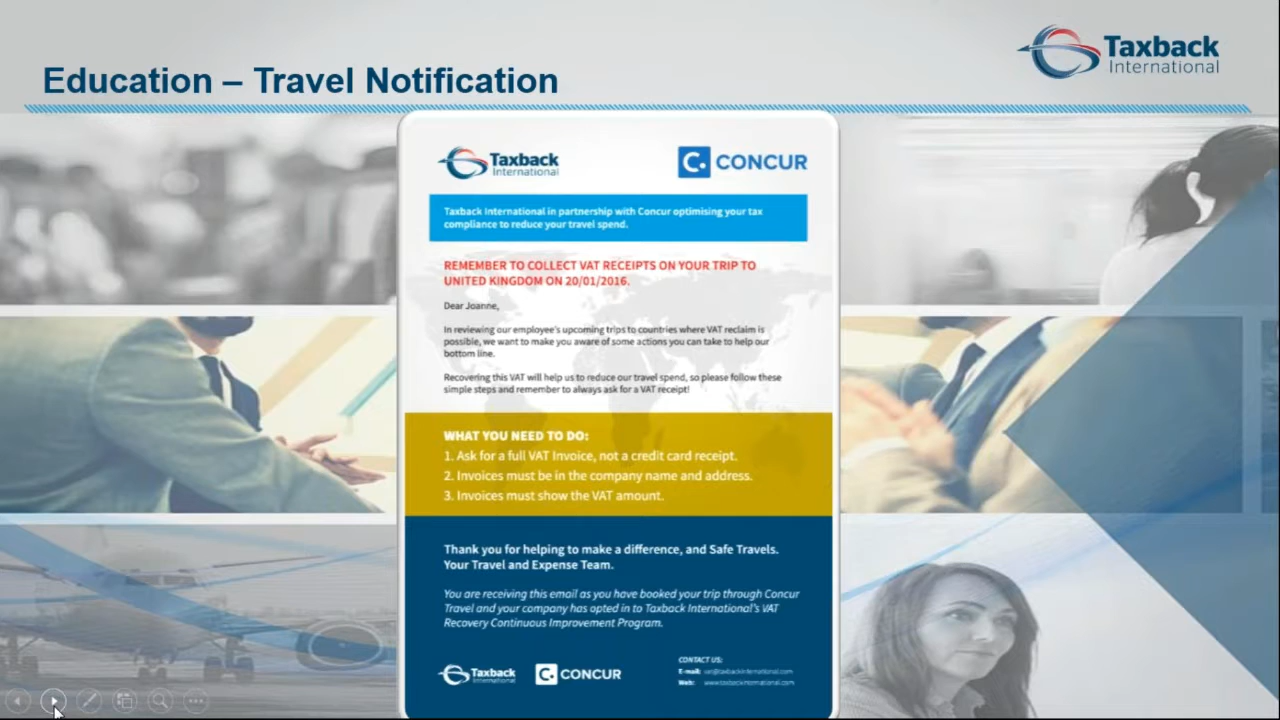 Education – Travel Notification
Taxback
International
Taxback
International
C. CONCUR
Taxback International in partnership with Concur optimising your tax
compliance to reduce your travel spend.
REMEMBER TO COLLECT VAT RECEIPTS ON YOUR TRIP TO
UNITED KINGDOM ON 20/01/2016.
Dear Joanne,
In reviewing our employee's upcoming trips to countries where VAT reclaim is
possible, we want to make you aware of some actions you can take to help our
bottom line.
Recovering this VAT will help us to reduce our travel spend, so please follow these
simple steps and remember to always ask for a VAT receipt!
WHAT YOU NEED TO DO:
1. Ask for a full VAT Invoice, not a credit card receipt.
2. Invoices must be in the company name and address.
3. Invoices must show the VAT amount.
Thank you for helping to make a difference, and Safe Travels.
Your Travel and Expense Team.
You are receiving this email as you have booked your trip through Concur
Travel and your company has opted in to Taxback International's VAT
Recovery Continuous Improvement Program.
Taxback
International
C. CONCUR
CONTACT US:
E-mail: vat@taxbackinternational.com
Web: www.taxbackinternational.com